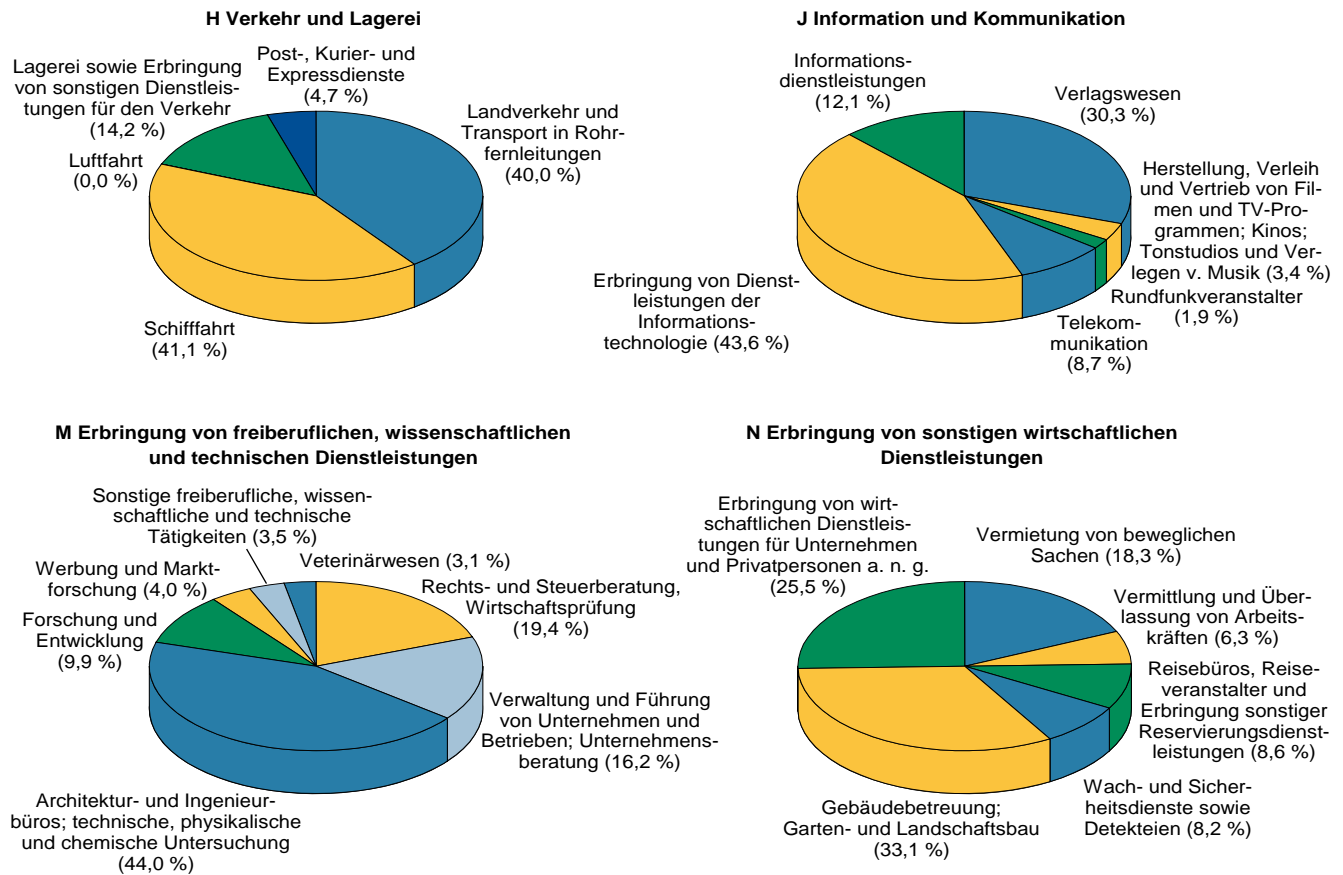 H Verkehr und Lagerei
Post-, Kurier- und
Expressdienste
(4,7 %)
Lagerei sowie Erbringung
von sonstigen Dienstleis-
tungen für den Verkehr
(14,2 %)
Luftfahrt
(0,0 %)
Landverkehr und
Transport in Rohr-
fernleitungen
(40,0 %)
Schifffahrt
(41,1 %)
J Information und Kommunikation
Informations-
dienstleistungen
(12,1 %)
Verlagswesen
(30,3 %)
Herstellung, Verleih
und Vertrieb von Fil-
men und TV-Pro-
grammen; Kinos;
Tonstudios und Ver-
legen v. Musik (3,4 %)
Rundfunkveranstalter
(1,9 %)
Telekom-
munikation
(8,7 %)
Erbringung von Dienst-
leistungen der
Informations-
technologie (43,6 %)
M Erbringung von freiberuflichen, wissenschaftlichen
und technischen Dienstleistungen
Sonstige freiberufliche, wissen-
schaftliche und technische
Tätigkeiten (3,5 %)
Veterinärwesen (3,1 %)
Werbung und Markt-
forschung (4,0 %)
Rechts- und Steuerberatung,
Wirtschaftsprüfung
(19,4 %)
Forschung und
Entwicklung
(9,9 %)
Verwaltung und Führung
von Unternehmen und
Betrieben; Unternehmens-
beratung (16,2 %)
Architektur- und Ingenieur-
büros; technische, physikalische
und chemische Untersuchung
(44,0 %)
N Erbringung von sonstigen wirtschaftlichen
Dienstleistungen
Erbringung von wirt-
schaftlichen Dienstleis-
tungen für Unternehmen
und Privatpersonen a. n. g.
(25,5 %)
Vermietung von beweglichen
Sachen (18,3 %)
Vermittlung und Über-
lassung von Arbeits-
kräften (6,3 %)
Reisebüros, Reise-
veranstalter und
Erbringung sonstiger
Reservierungsdienst-
leistungen (8,6 %)
Wach- und Sicher-
heitsdienste sowie
Detekteien (8,2 %)
Gebäudebetreuung;
Garten- und Landschaftsbau
(33,1 %)